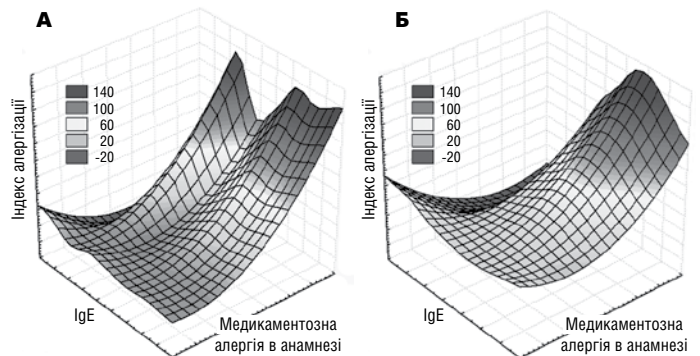 А
Індекс алергізації
140
100
60
20
-20
IgE
Медикаментозна
алергія в анамнезі
Б
Індекс алергізації
140
100
60
20
-20
IgE
Медикаментозна
алергія в анамнезі